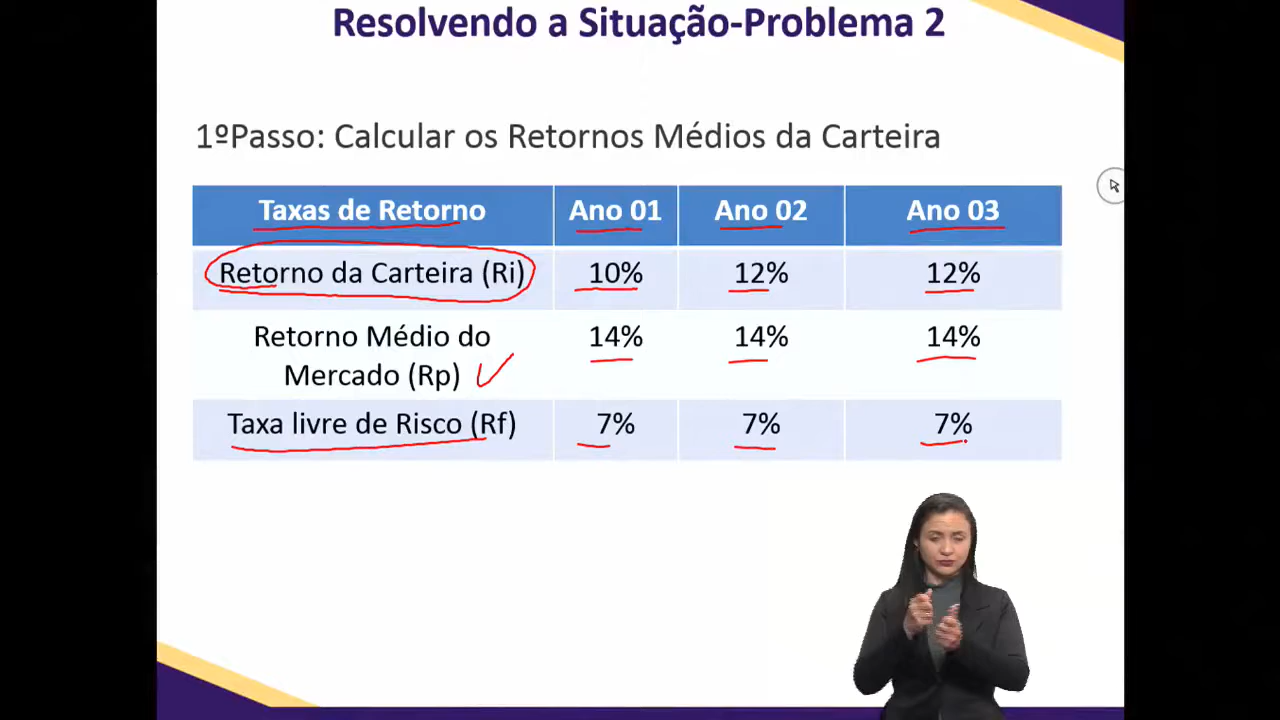 Resolvendo a Situação-Problema 2
1ºPasso: Calcular os Retornos Médios da Carteira
Taxas de Retorno Ano 01 Ano 02 Ano 03
Retorno da Carteira (Ri) 10% 12% 12%
Retorno Médio do 14% 14% 14%
Mercado (Rp)
Taxa livre de Risco (Rf) 7% 7% 7%